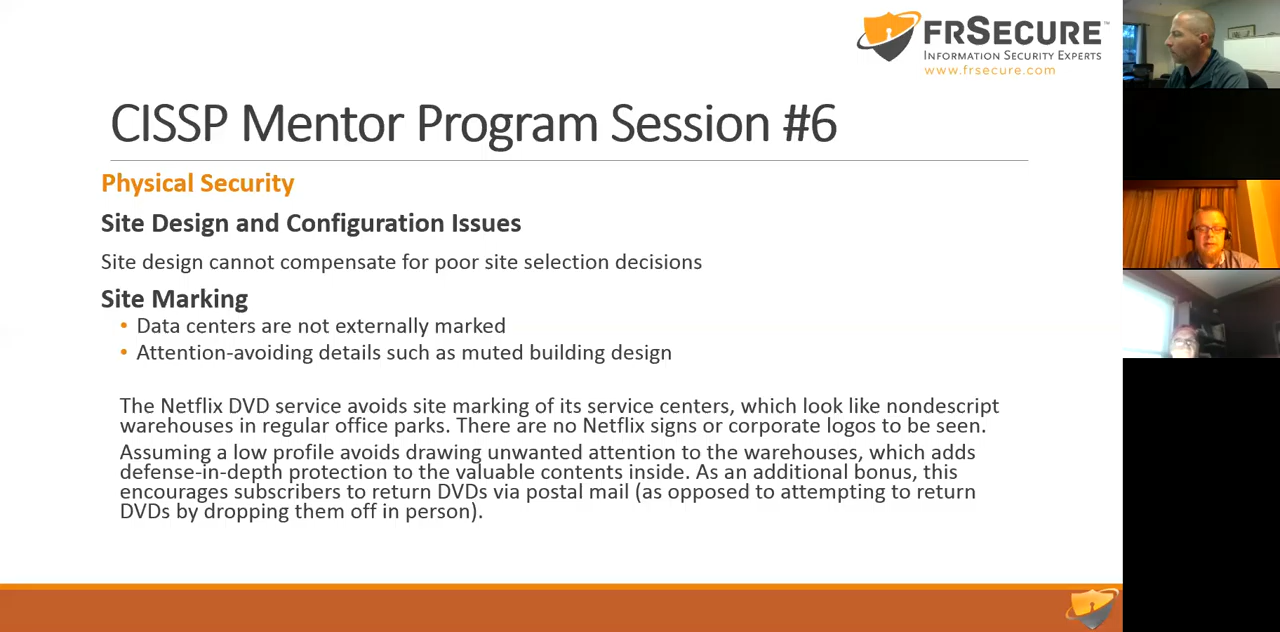 FRSECURE™
INFORMATION SECURITY EXPERTS
www.frsecure.com
CISSP Mentor Program Session #6
Physical Security
Site Design and Configuration Issues
Site design cannot compensate for poor site selection decisions
Site Marking
• Data centers are not externally marked
• Attention-avoiding details such as muted building design
The Netflix DVD service avoids site marking of its service centers, which look like nondescript
warehouses in regular office parks. There are no Netflix signs or corporate logos to be seen.
Assuming a low profile avoids drawing unwanted attention to the warehouses, which adds
defense-in-depth protection to the valuable contents inside. As an additional bonus, this
encourages subscribers to return DVDs via postal mail (as opposed to attempting to return
DVDs by dropping them off in person).